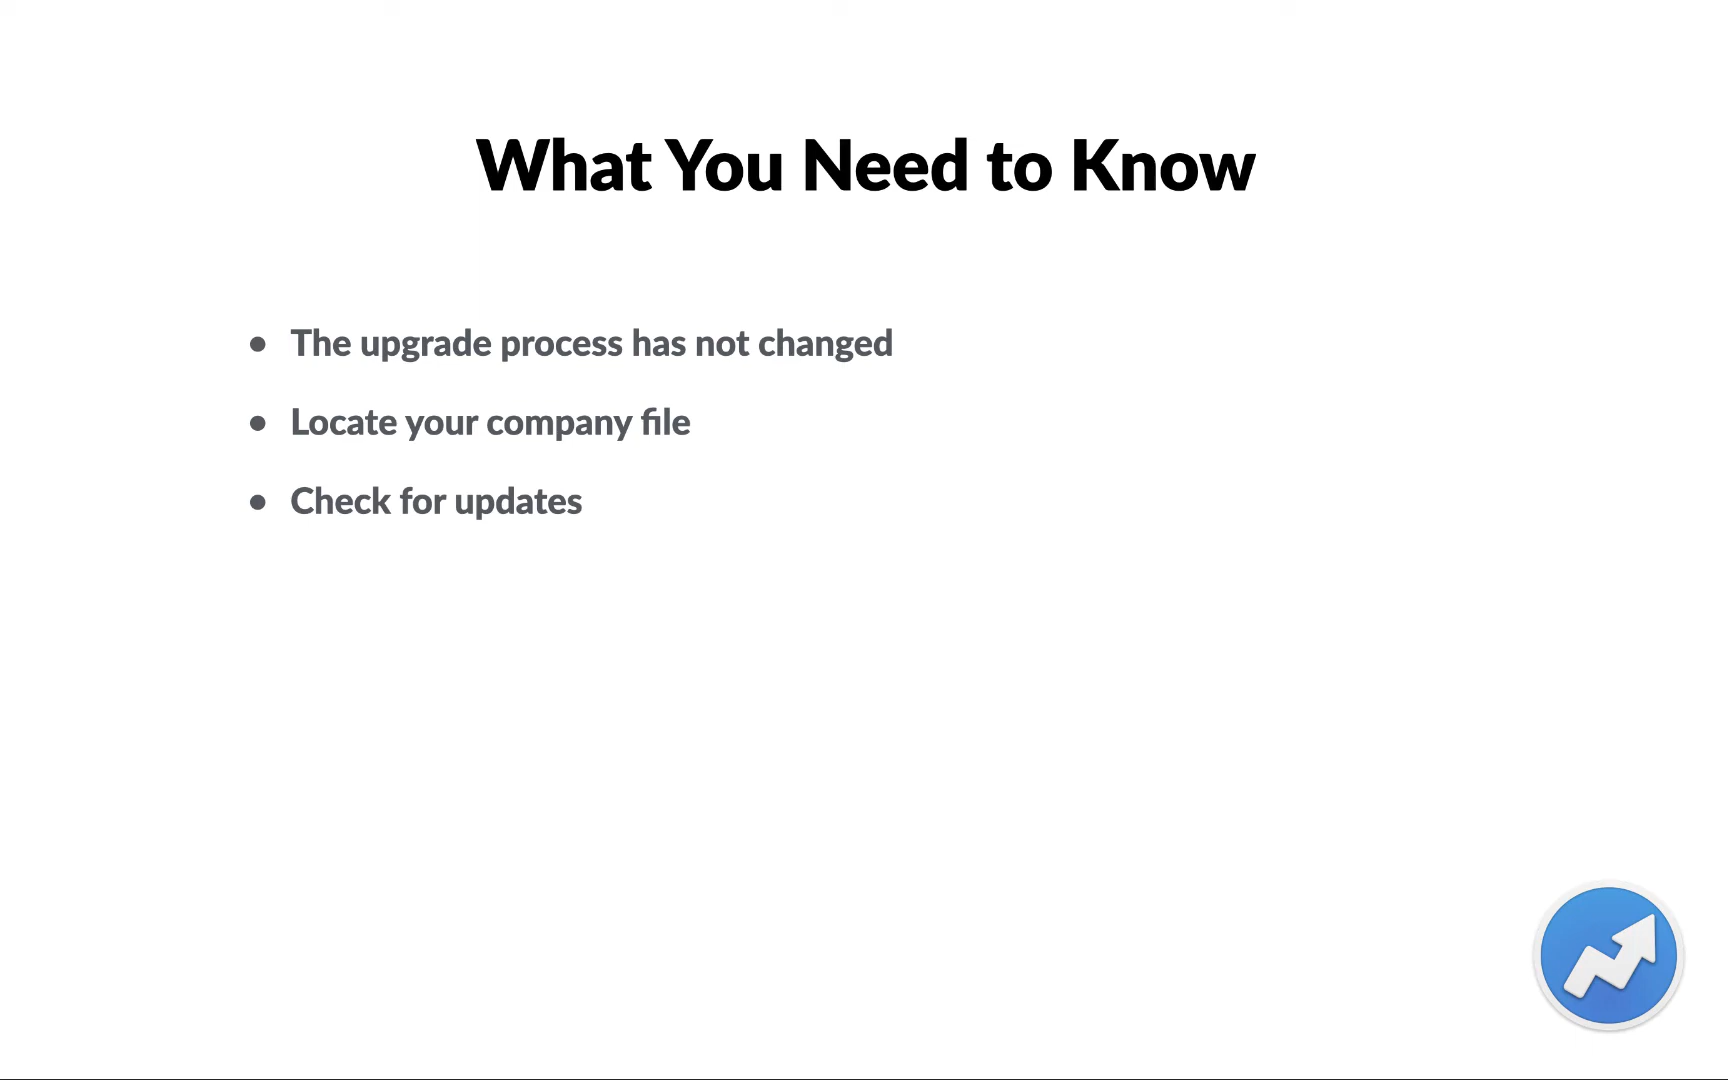 What You Need to Know
• The upgrade process has not changed
• Locate your company file
• Check for updates